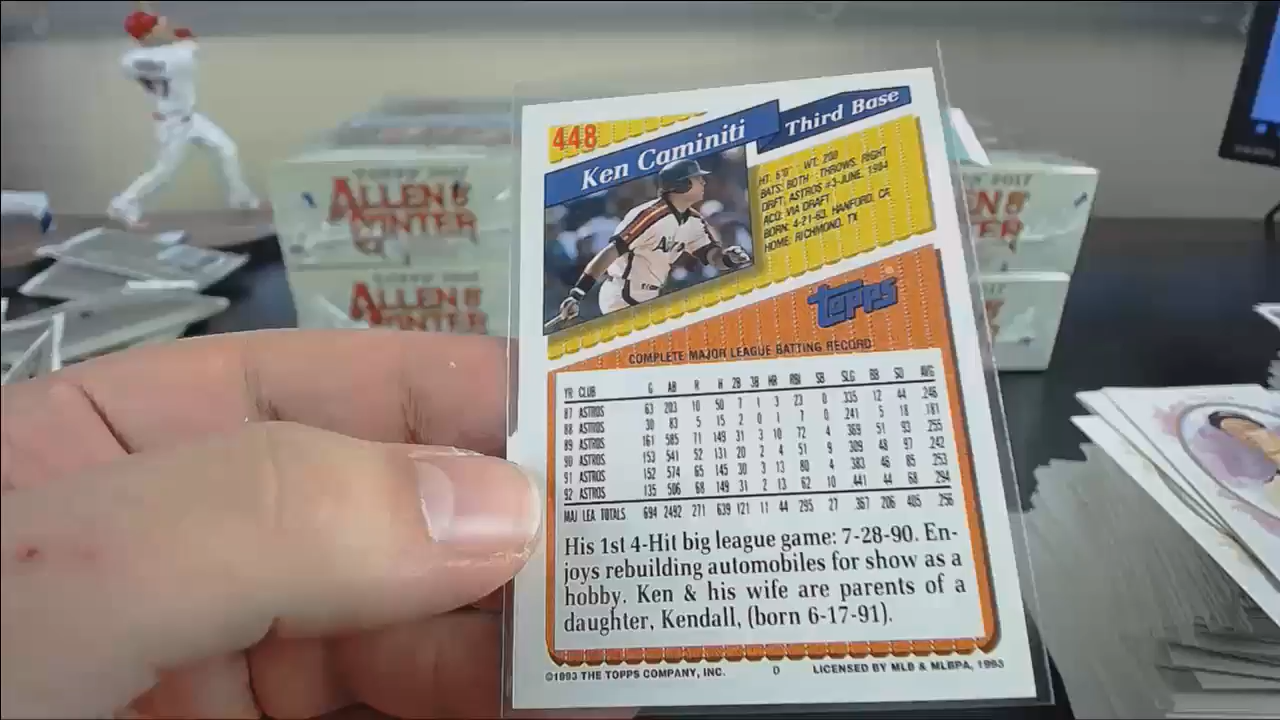 448
Ken Caminiti
Third Base
HT: 6'0" WT: 200
BATS: BOTH THROWS: RIGHT
DRFT: ASTROS #3-JUNE, 1984
ACQ: VIA DRAFT
BORN: 4-21-63, HANFORD, CA
HOME: RICHMOND, TX
topps
COMPLETE MAJOR LEAGUE BATTING RECORD
YR CLUB G AB R H 2B 3B HR RBI SB SLG BB SO AVG
87 ASTROS 63 203 10 50 7 1 3 23 0 335 12 44 246
88 ASTROS 30 83 5 15 2 0 1 7 0 241 5 18 181
89 ASTROS 161 585 71 149 31 3 10 72 4 369 51 93 255
90 ASTROS 153 541 52 131 20 2 4 51 9 309 48 97 242
91 ASTROS 152 574 65 145 30 3 13 80 4 383 46 85 253
92 ASTROS 135 506 68 149 31 2 13 62 10 441 44 68 294
MAJ LEA TOTALS 694 2492 271 639 121 11 44 295 27 367 206 405 256
His 1st 4-Hit big league game: 7-28-90. En-
joys rebuilding automobiles for show as a
hobby. Ken & his wife are parents of a
daughter, Kendall, (born 6-17-91).
©1993 THE TOPPS COMPANY, INC. D LICENSED BY MLB & MLBPA, 1993
ALLEN &
GINTER
ALLEN &
GINTER